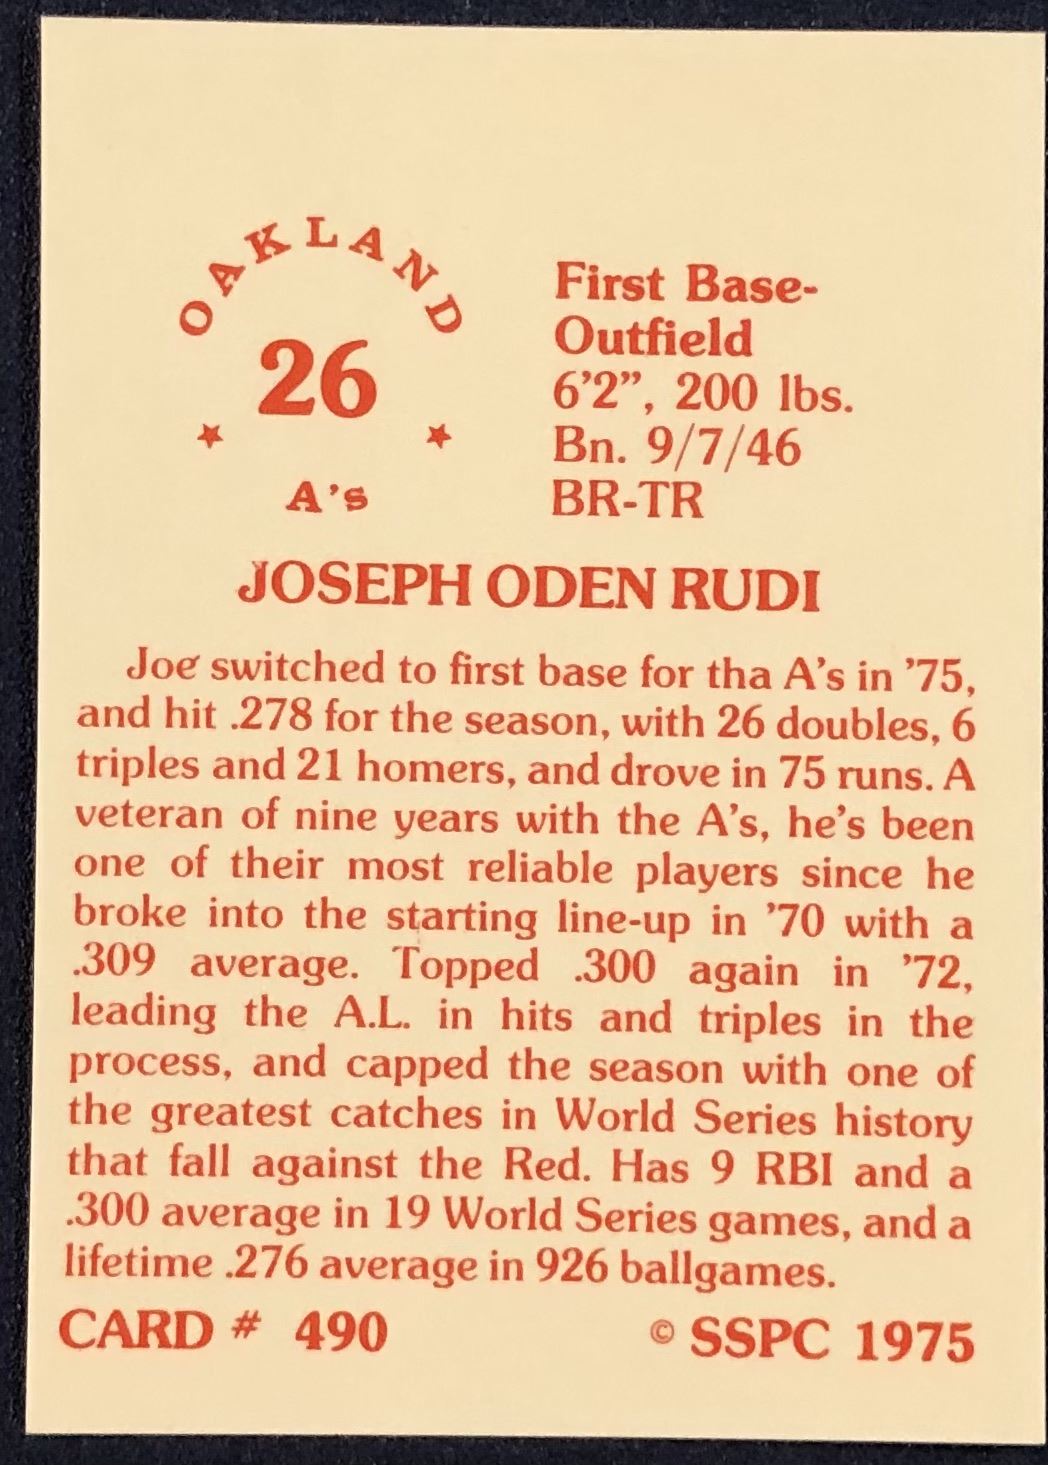 OAKLAND
26
A's
First Base-
Outfield
6'2”, 200 lbs.
Bn. 9/7/46
BR-TR
JOSEPH ODEN RUDI
Joe switched to first base for tha A's in '75,
and hit .278 for the season, with 26 doubles, 6
triples and 21 homers, and drove in 75 runs. A
veteran of nine years with the A's, he's been
one of their most reliable players since he
broke into the starting line-up in '70 with a
.309 average. Topped .300 again in '72,
leading the A.L. in hits and triples in the
process, and capped the season with one of
the greatest catches in World Series history
that fall against the Red. Has 9 RBI and a
.300 average in 19 World Series games, and a
lifetime .276 average in 926 ballgames.
CARD # 490 © SSPC 1975